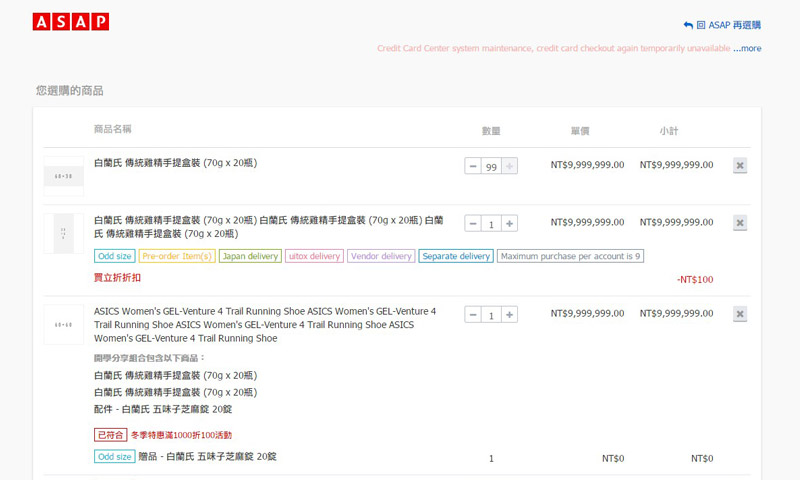 ASAP
回 ASAP 再選購
Credit Card Center system maintenance, credit card checkout again temporarily unavailable ...more
您選購的商品
商品名稱 數量 單價 小計
60×30
白蘭氏 傳統雞精手提盒裝 (70g x 20瓶) 99 NT$9,999,999.00 NT$9,999,999.00
白蘭氏 傳統雞精手提盒裝 (70g x 20瓶) 白蘭氏 傳統雞精手提盒裝 (70g x 20瓶) 白蘭 1 NT$9,999,999.00 NT$9,999,999.00
氏 傳統雞精手提盒裝 (70g x 20瓶)
Odd size Pre-order Item(s) Japan delivery uitox delivery Vendor delivery Separate delivery Maximum purchase per account is 9
買立折折扣 -NT$100
60×60
ASICS Women's GEL-Venture 4 Trail Running Shoe ASICS Women's GEL-Venture 4 1 NT$9,999,999.00 NT$9,999,999.00
Trail Running Shoe ASICS Women's GEL-Venture 4 Trail Running Shoe ASICS
Women's GEL-Venture 4 Trail Running Shoe
開學分享組合包含以下商品：
白蘭氏 傳統雞精手提盒裝 (70g x 20瓶)
白蘭氏 傳統雞精手提盒裝 (70g x 20瓶)
配件 - 白蘭氏 五味子芝麻錠 20錠
已符合 冬季特惠滿1000折100活動
Odd size 贈品 - 白蘭氏 五味子芝麻錠 20錠 1 NT$0 NT$0